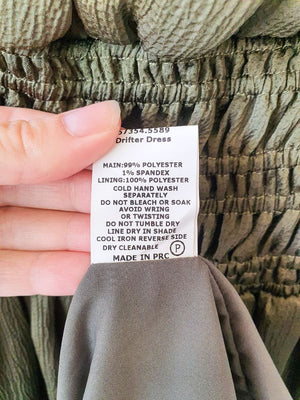 57354.5589
Drifter Dress
MAIN:99% POLYESTER
1% SPANDEX
LINING:100% POLYESTER
COLD HAND WASH
SEPARATELY
DO NOT BLEACH OR SOAK
AVOID WRING
OR TWISTING
DO NOT TUMBLE DRY
LINE DRY IN SHADE
COOL IRON REVERSE SIDE
DRY CLEANABLE P
MADE IN PRC